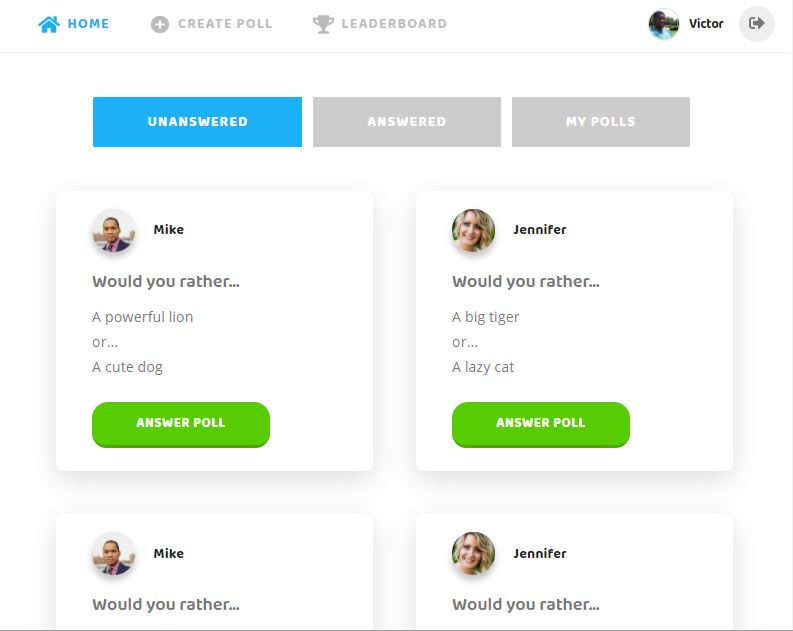 HOME CREATE POLL LEADERBOARD Victor
UNANSWERED ANSWERED MY POLLS
Mike
Would you rather...
A powerful lion
or...
A cute dog
ANSWER POLL
Jennifer
Would you rather...
A big tiger
or...
A lazy cat
ANSWER POLL
Mike
Would you rather...
Jennifer
Would you rather...